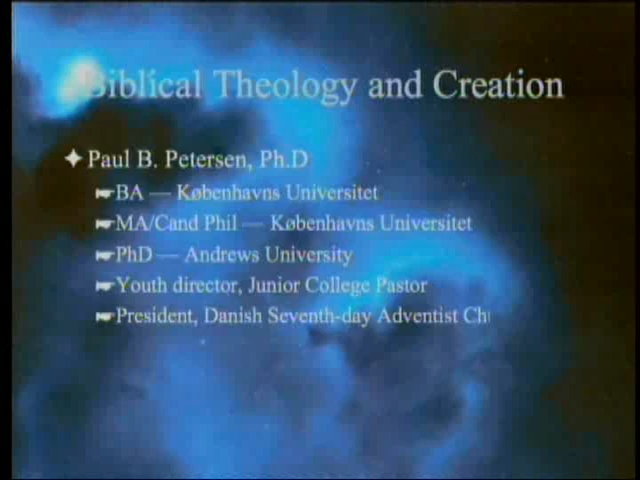 Biblical Theology and Creation
Paul B. Petersen, Ph.D
BA — Københavns Universitet
MA/Cand Phil — Københavns Universitet
PhD — Andrews University
Youth director, Junior College Pastor
President, Danish Seventh-day Adventist Ch